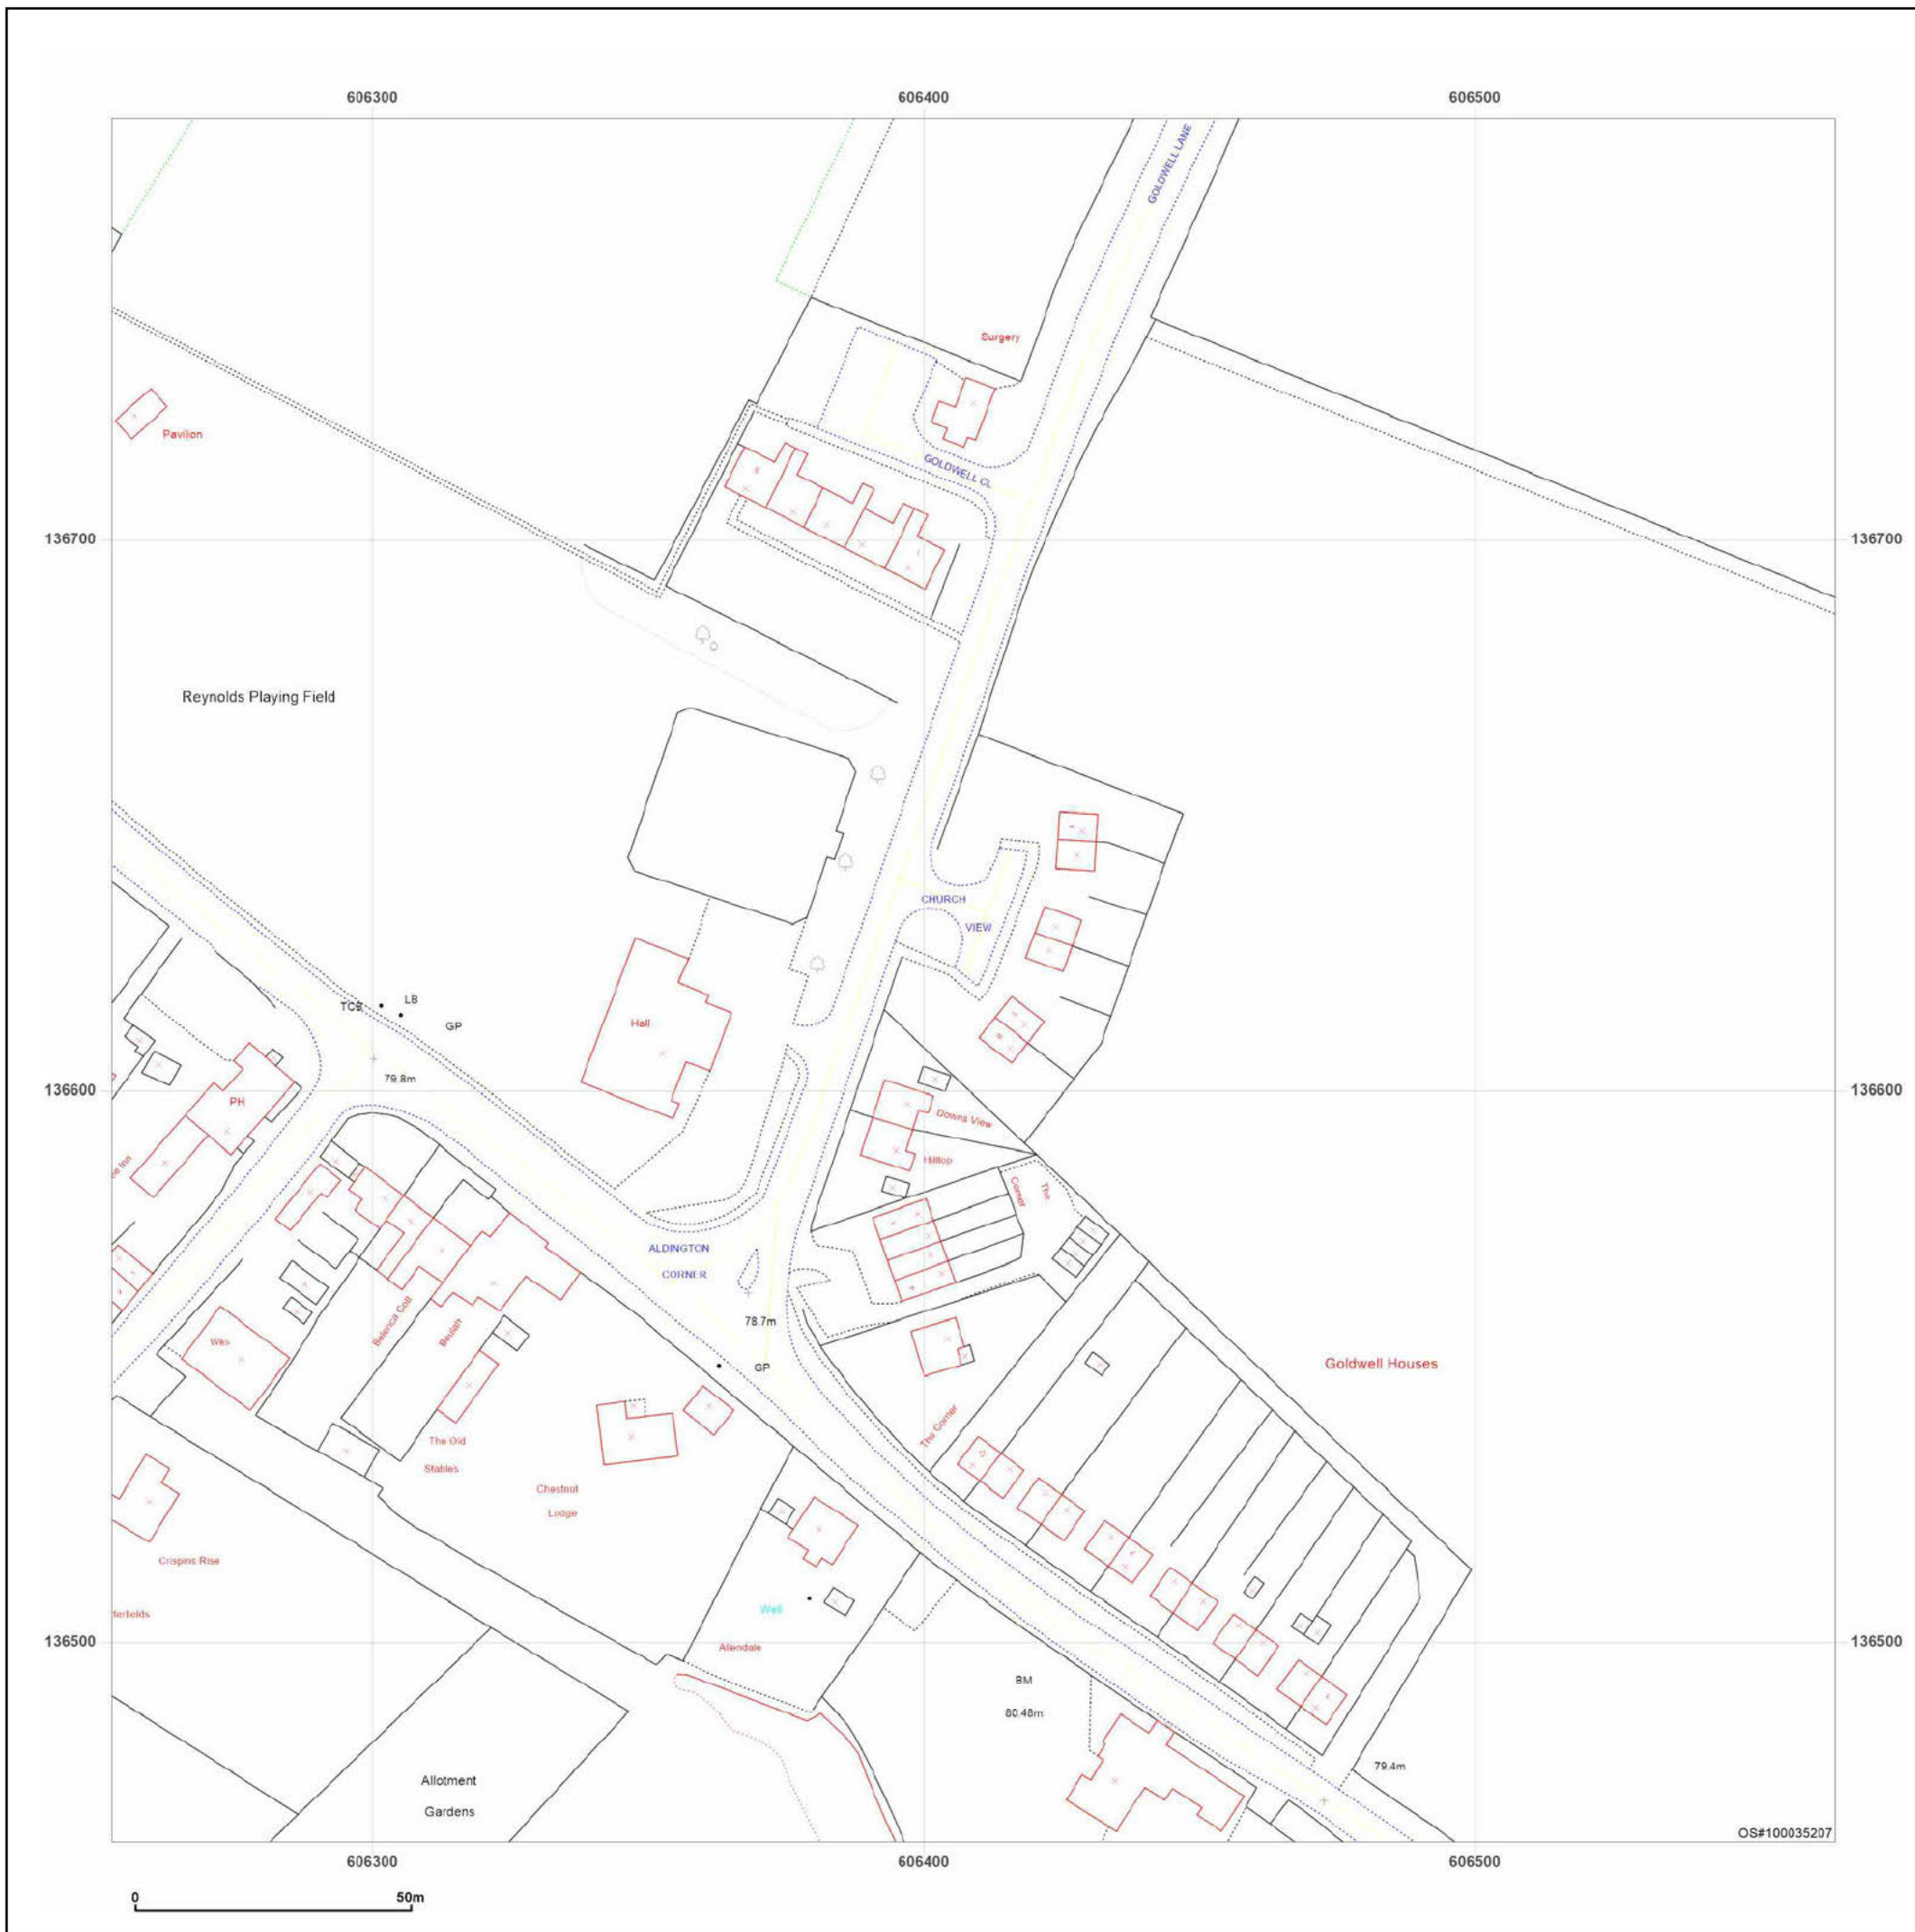 606300
606400
606500
GOLDWELL LANE
Surgery
Pavilion
GOLDWELL CL
136700
136700
Reynolds Playing Field
CHURCH
VIEW
TCB
LB
GP
Hall
79.8m
136600
136600
PH
Downs View
Hilltop
Inn
The
Corner
ALDINGTON
CORNER
78.7m
GP
Wks
Beulah
Goldwell Houses
The Corner
The Old
Stables
Chestnut
Lodge
Crispins Rise
Well
Allendale
136500
136500
BM
80.48m
79.4m
Allotment
Gardens
OS#100035207
606300
606400
606500
0
50m